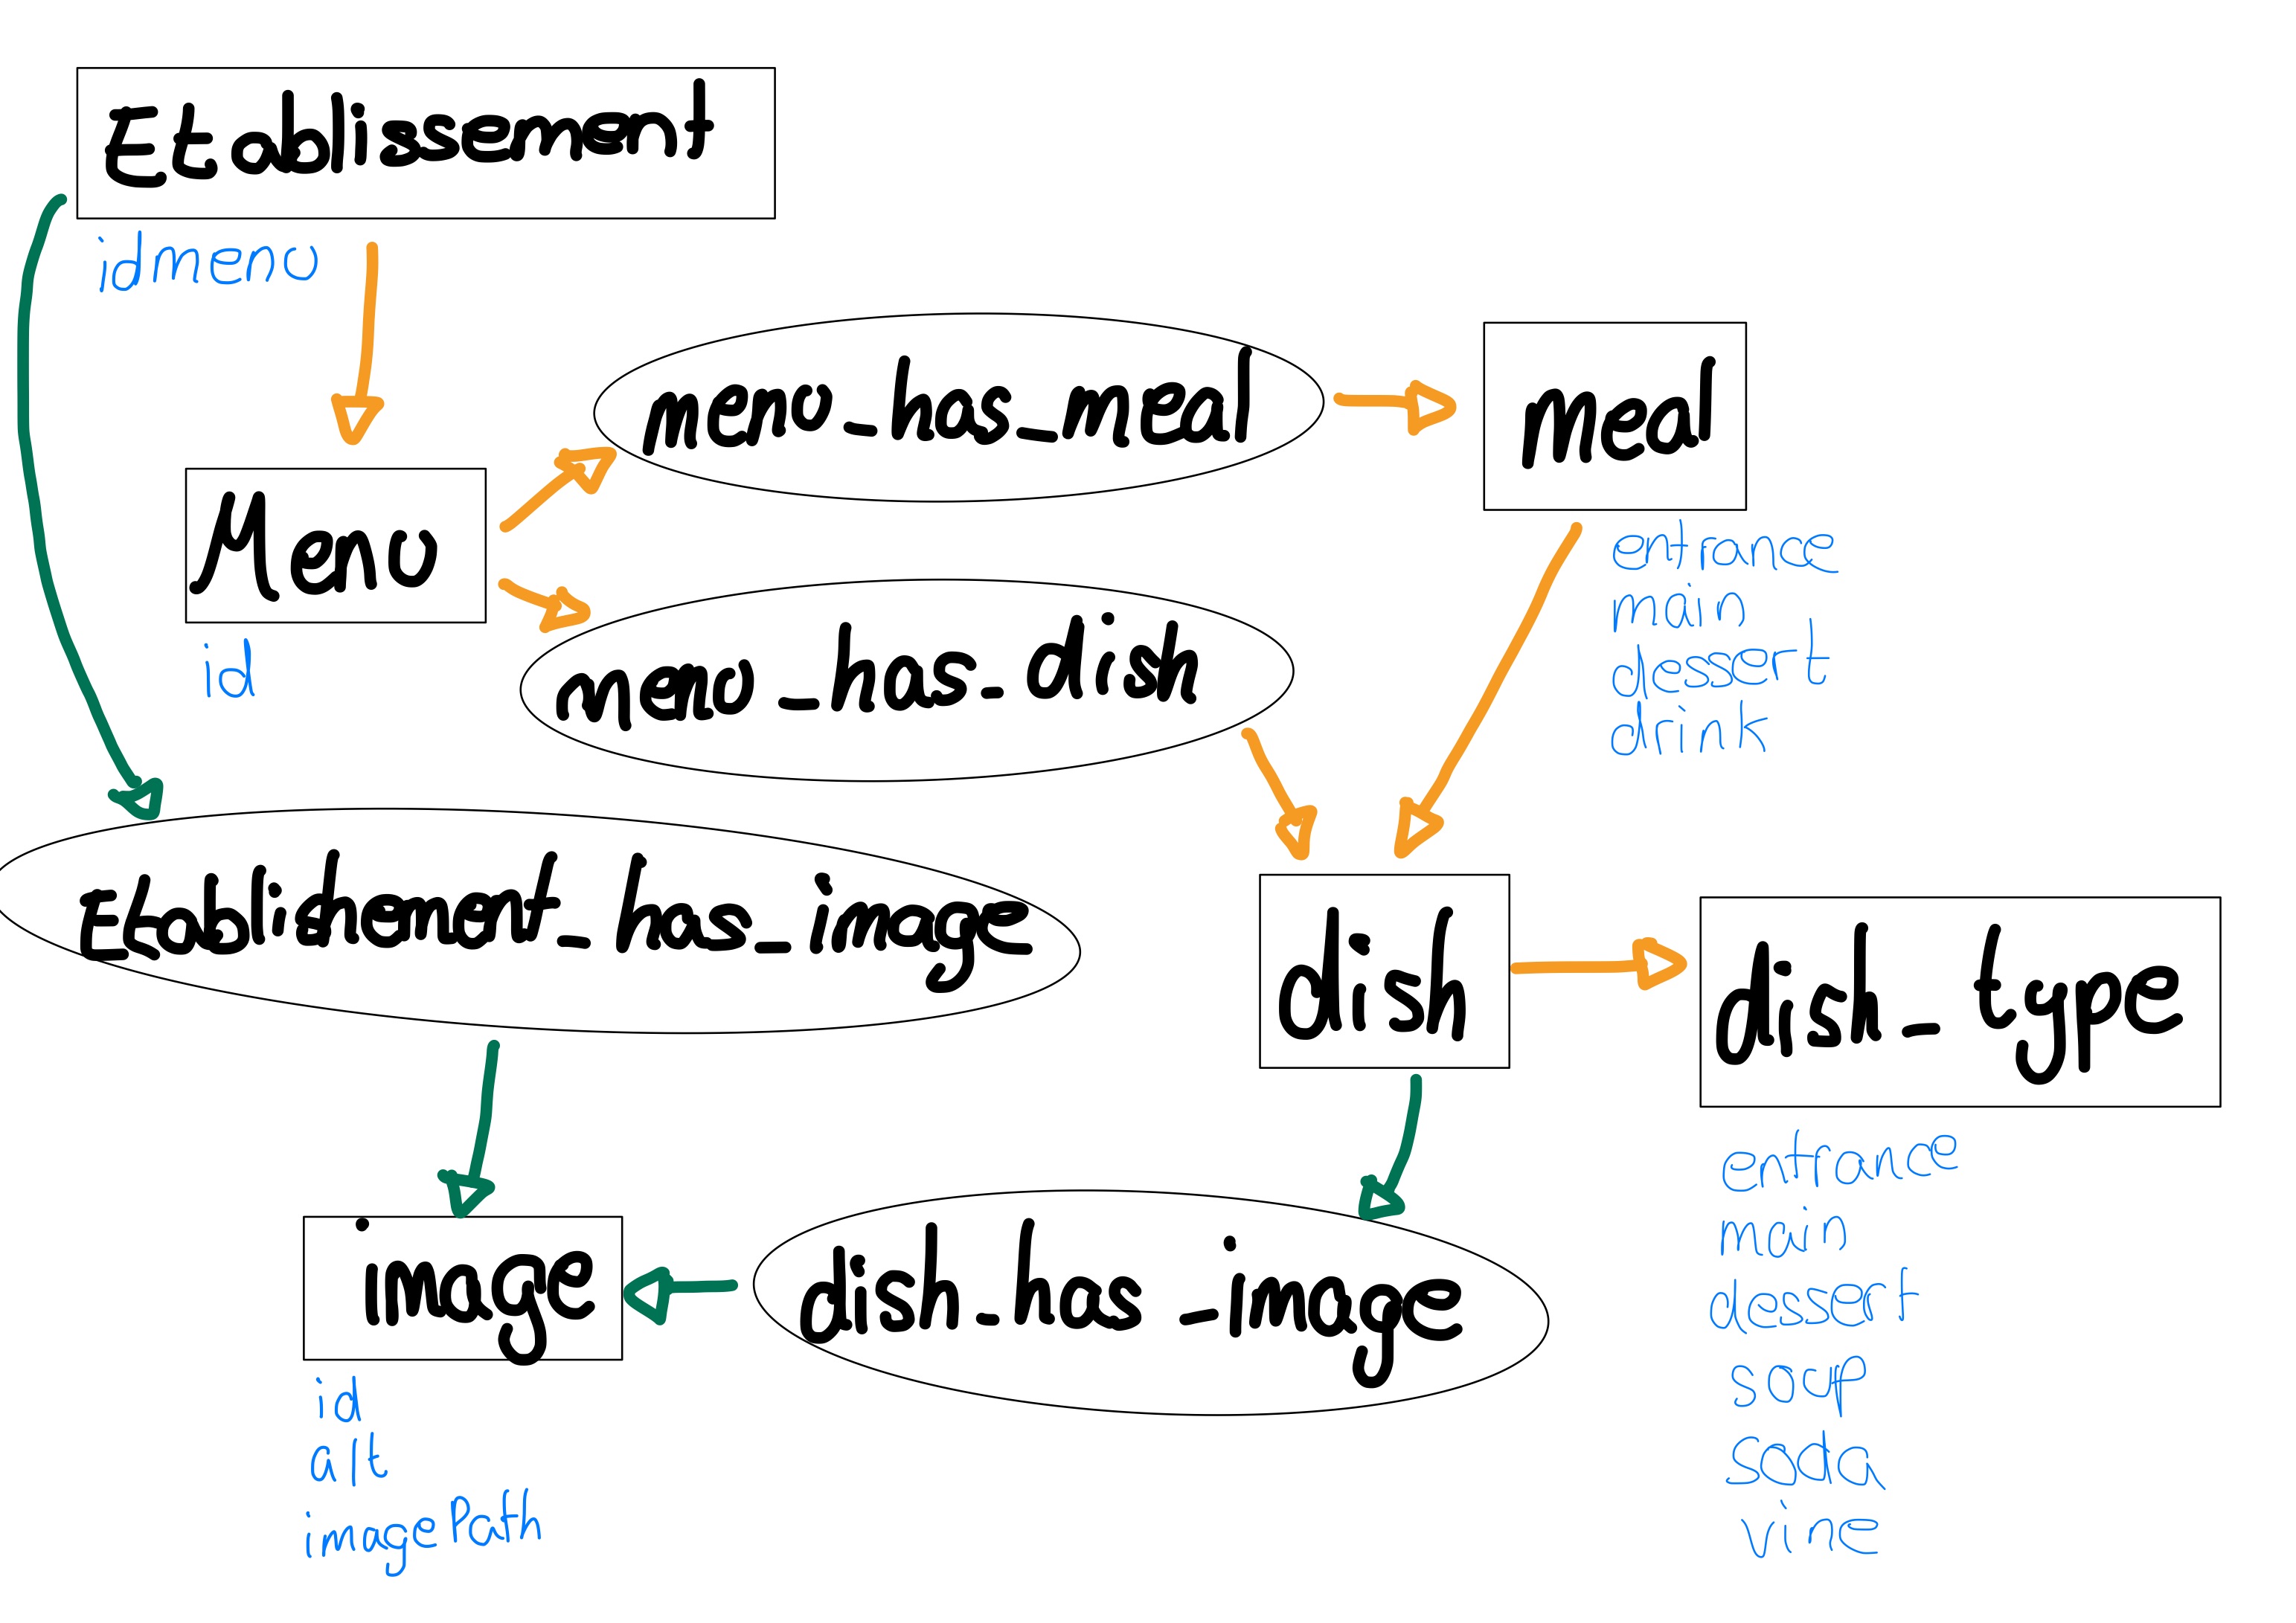 Etablissement
idmenu
menu_has_meal
meal
Menu
id
entrance
main
dessert
drink
menu_has_dish
Etablishement_has_image
dish
dish_type
entrance
main
dessert
soup
soda
vine
image
id
alt
imagePath
dish_has_image